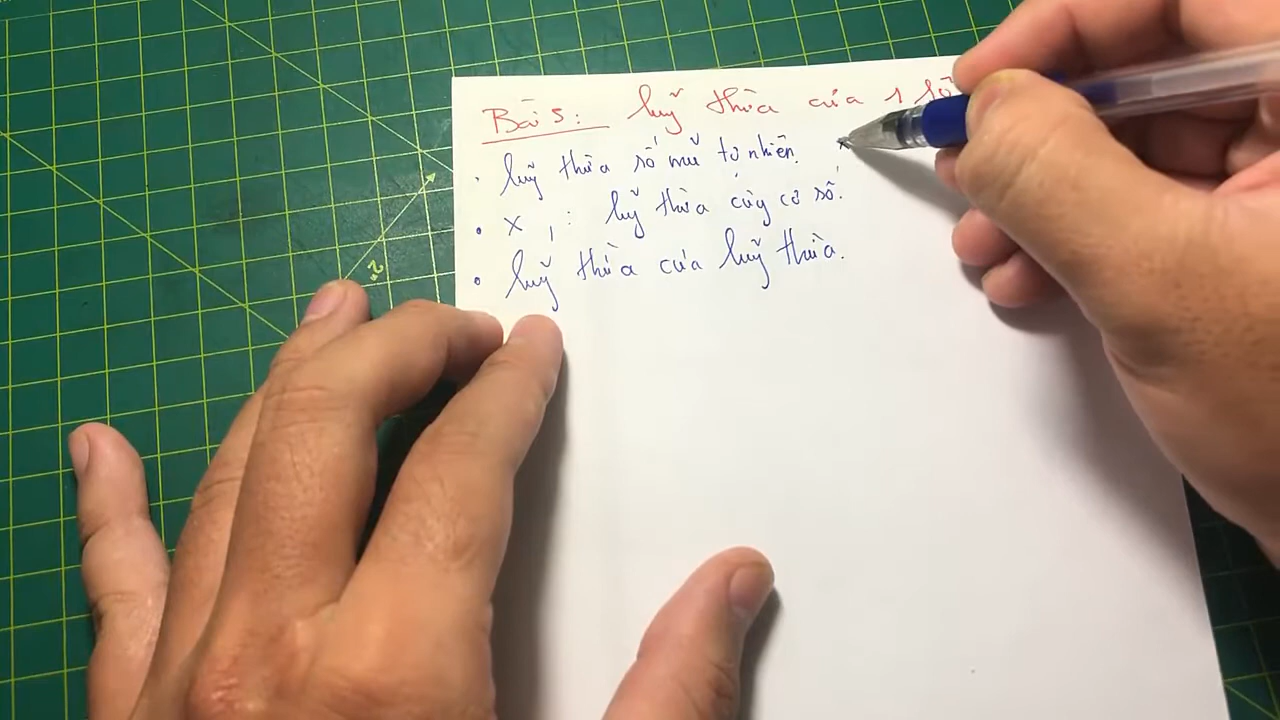 Bài 5: luỹ thừa của 1 số
. luỹ thừa số mũ tự nhiên. x
• x , : luỹ thừa cùng cơ số.
• luỹ thừa của luỹ thừa.
2